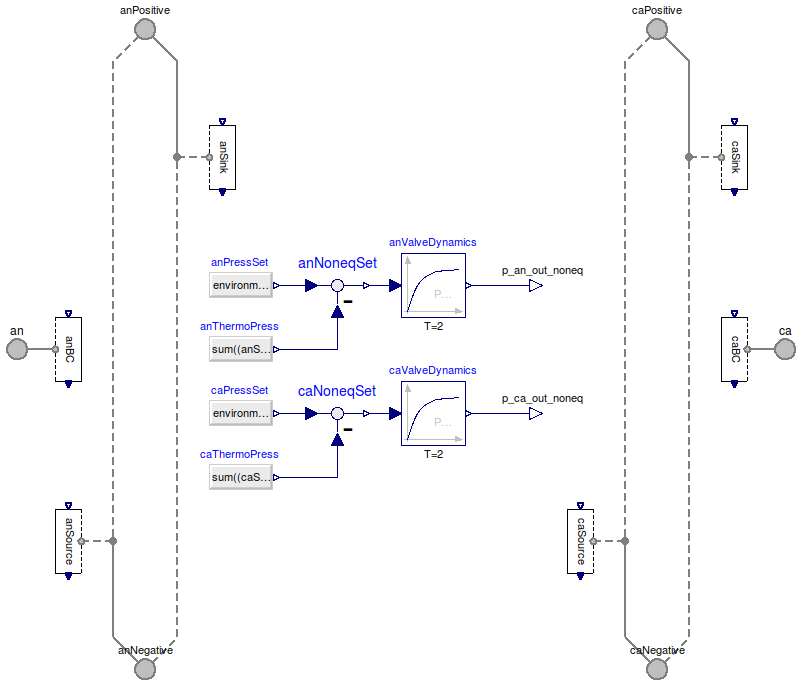 anPositive
caPositive
anSink
caSink
anValveDynamics
anPressSet
anNoneqSet
p_an_out_noneq
environm...
P...
anThermoPress
T=2
an
anBC
sum((anS...
caBC
ca
caValveDynamics
caPressSet
caNoneqSet
p_ca_out_noneq
environm...
P...
caThermoPress
T=2
sum((caS...
anSource
caSource
anNegative
caNegative